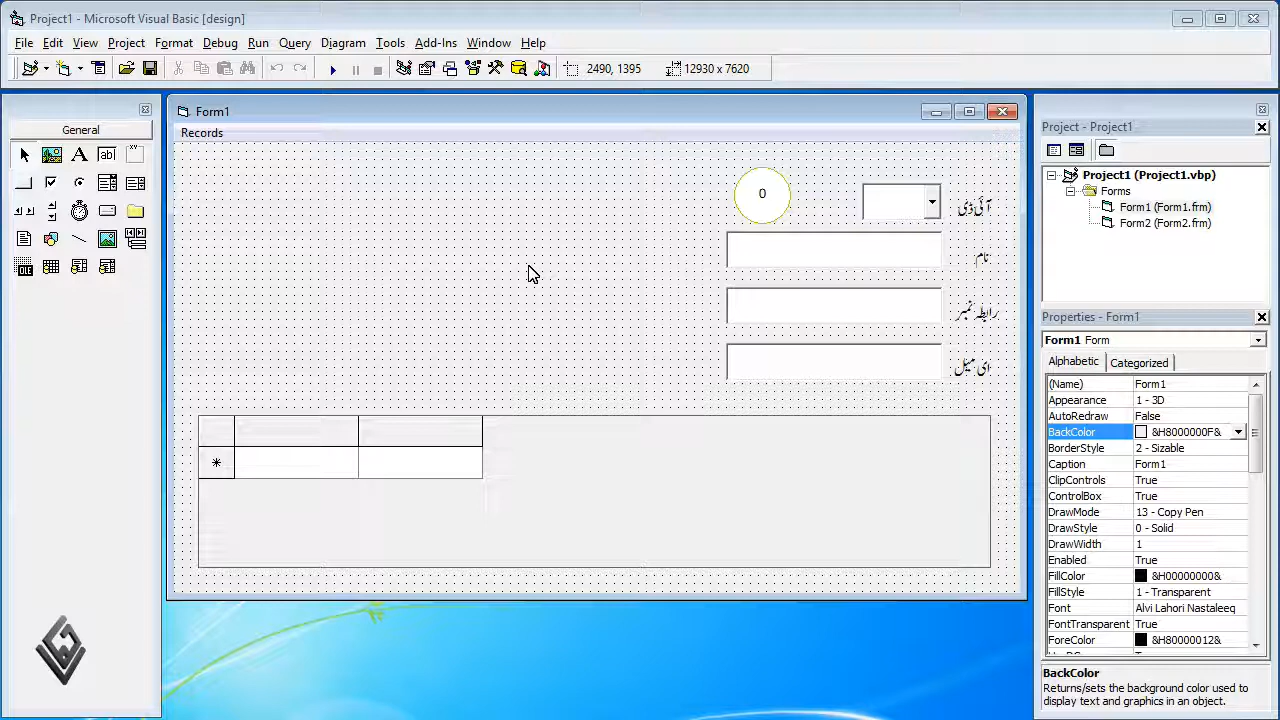 Project1 - Microsoft Visual Basic [design]
File Edit View Project Format Debug Run Query Diagram Tools Add-Ins Window Help
2490, 1395 12930 x 7620
General
A ab| xy
OLE
Form1
Records
0
آئی ڈی
نام
رابطہ نمبر
ای میل
Project - Project1
Project1 (Project1.vbp)
Forms
Form1 (Form1.frm)
Form2 (Form2.frm)
Properties - Form1
Form1 Form
Alphabetic Categorized
(Name) Form1
Appearance 1 - 3D
AutoRedraw False
BackColor &H8000000F&
BorderStyle 2 - Sizable
Caption Form1
ClipControls True
ControlBox True
DrawMode 13 - Copy Pen
DrawStyle 0 - Solid
DrawWidth 1
Enabled True
FillColor &H00000000&
FillStyle 1 - Transparent
Font Alvi Lahori Nastaleeq
FontTransparent True
ForeColor &H80000012&
BackColor
Returns/sets the background color used to
display text and graphics in an object.